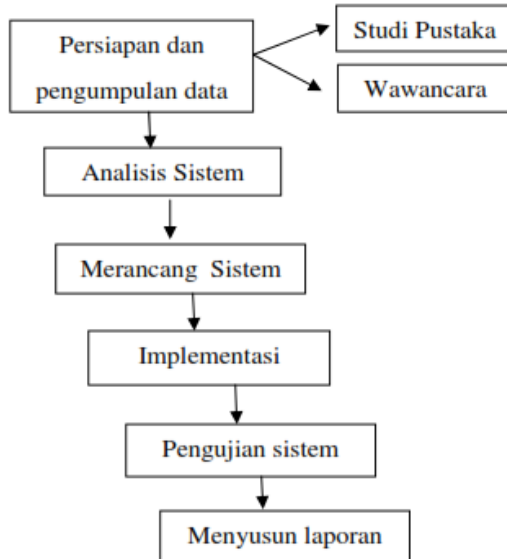 Persiapan dan
pengumpulan data
Studi Pustaka
Wawancara
Analisis Sistem
Merancang Sistem
Implementasi
Pengujian sistem
Menyusun laporan